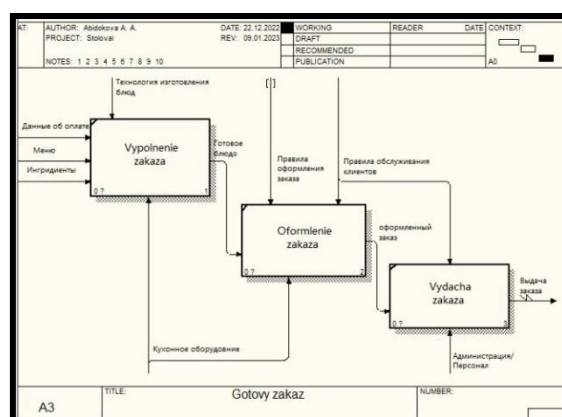 AT:
AUTHOR: Abidokova A. A.
DATE: 22.12.2022
PROJECT: Stolovai
REV: 09.01.2023
NOTES: 1 2 3 4 5 6 7 8 9 10
WORKING
DRAFT
RECOMMENDED
PUBLICATION
READER
DATE
CONTEXT:
A0
Технология изготовления
блюд
[ ]
Данные об оплате
Меню
Ингридиенты
Vypolnenie
zakaza
0 ?
1
Готовое
блюдо
Правила
оформления
заказа
Правила обслуживания
клиентов
Oformlenie
zakaza
0 ?
2
оформленный
заказ
Vydacha
zakaza
0 ?
3
Выдача
заказа
Кухонное оборудовние
Администрация/
Персонал
A3
TITLE:
Gotovy zakaz
NUMBER: